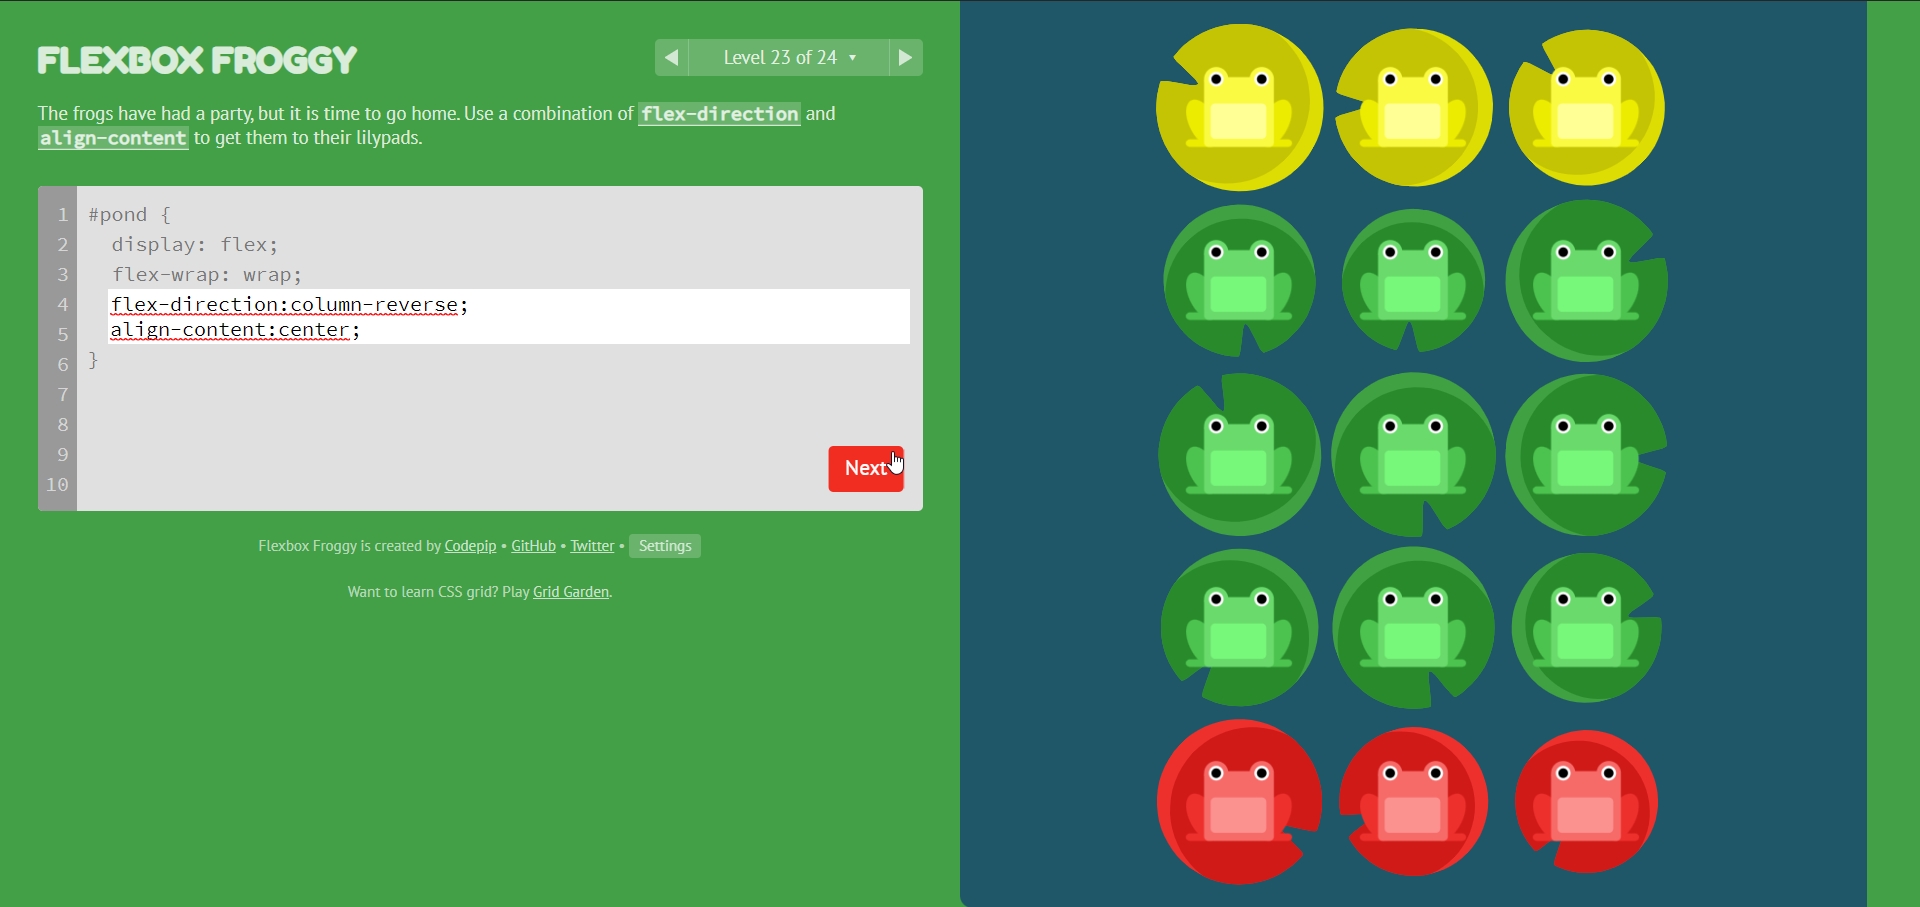 FLEXBOX FROGGY
◀ Level 23 of 24 ▾ ▶
The frogs have had a party, but it is time to go home. Use a combination of flex-direction and
align-content to get them to their lilypads.
1 #pond {
2 display: flex;
3 flex-wrap: wrap;
4 flex-direction:column-reverse;
5 align-content:center;
6 }
7
8
9
10
Next
Flexbox Froggy is created by Codepip • GitHub • Twitter • Settings
Want to learn CSS grid? Play Grid Garden.